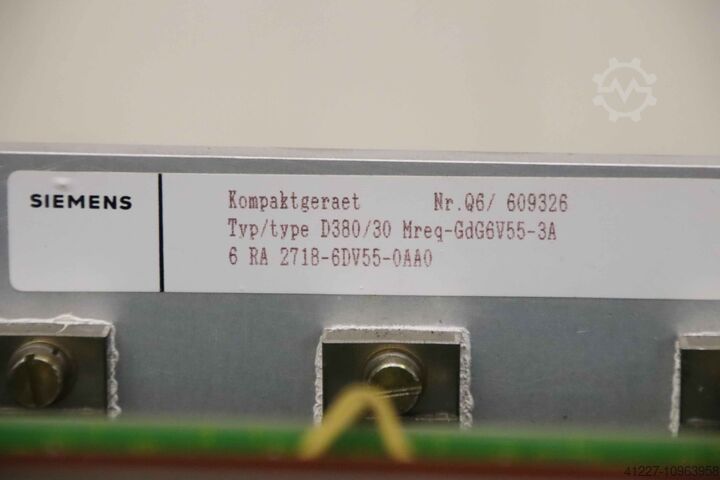 SIEMENS
Kompaktgeraet Nr.Q6/ 609326
Typ/type D380/30 Mreq-GdG6V55-3A
6 RA 2718-6DV55-0AA0
41227-10963958